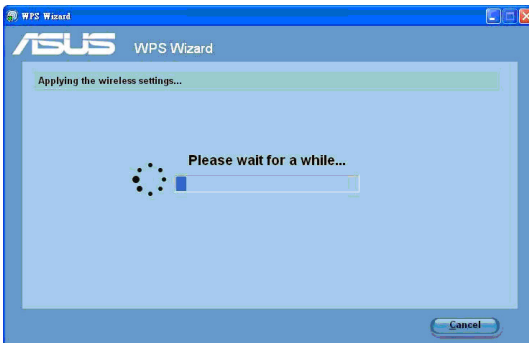 WPS Wizard
ASUS WPS Wizard
Applying the wireless settings...
Please wait for a while...
Cancel